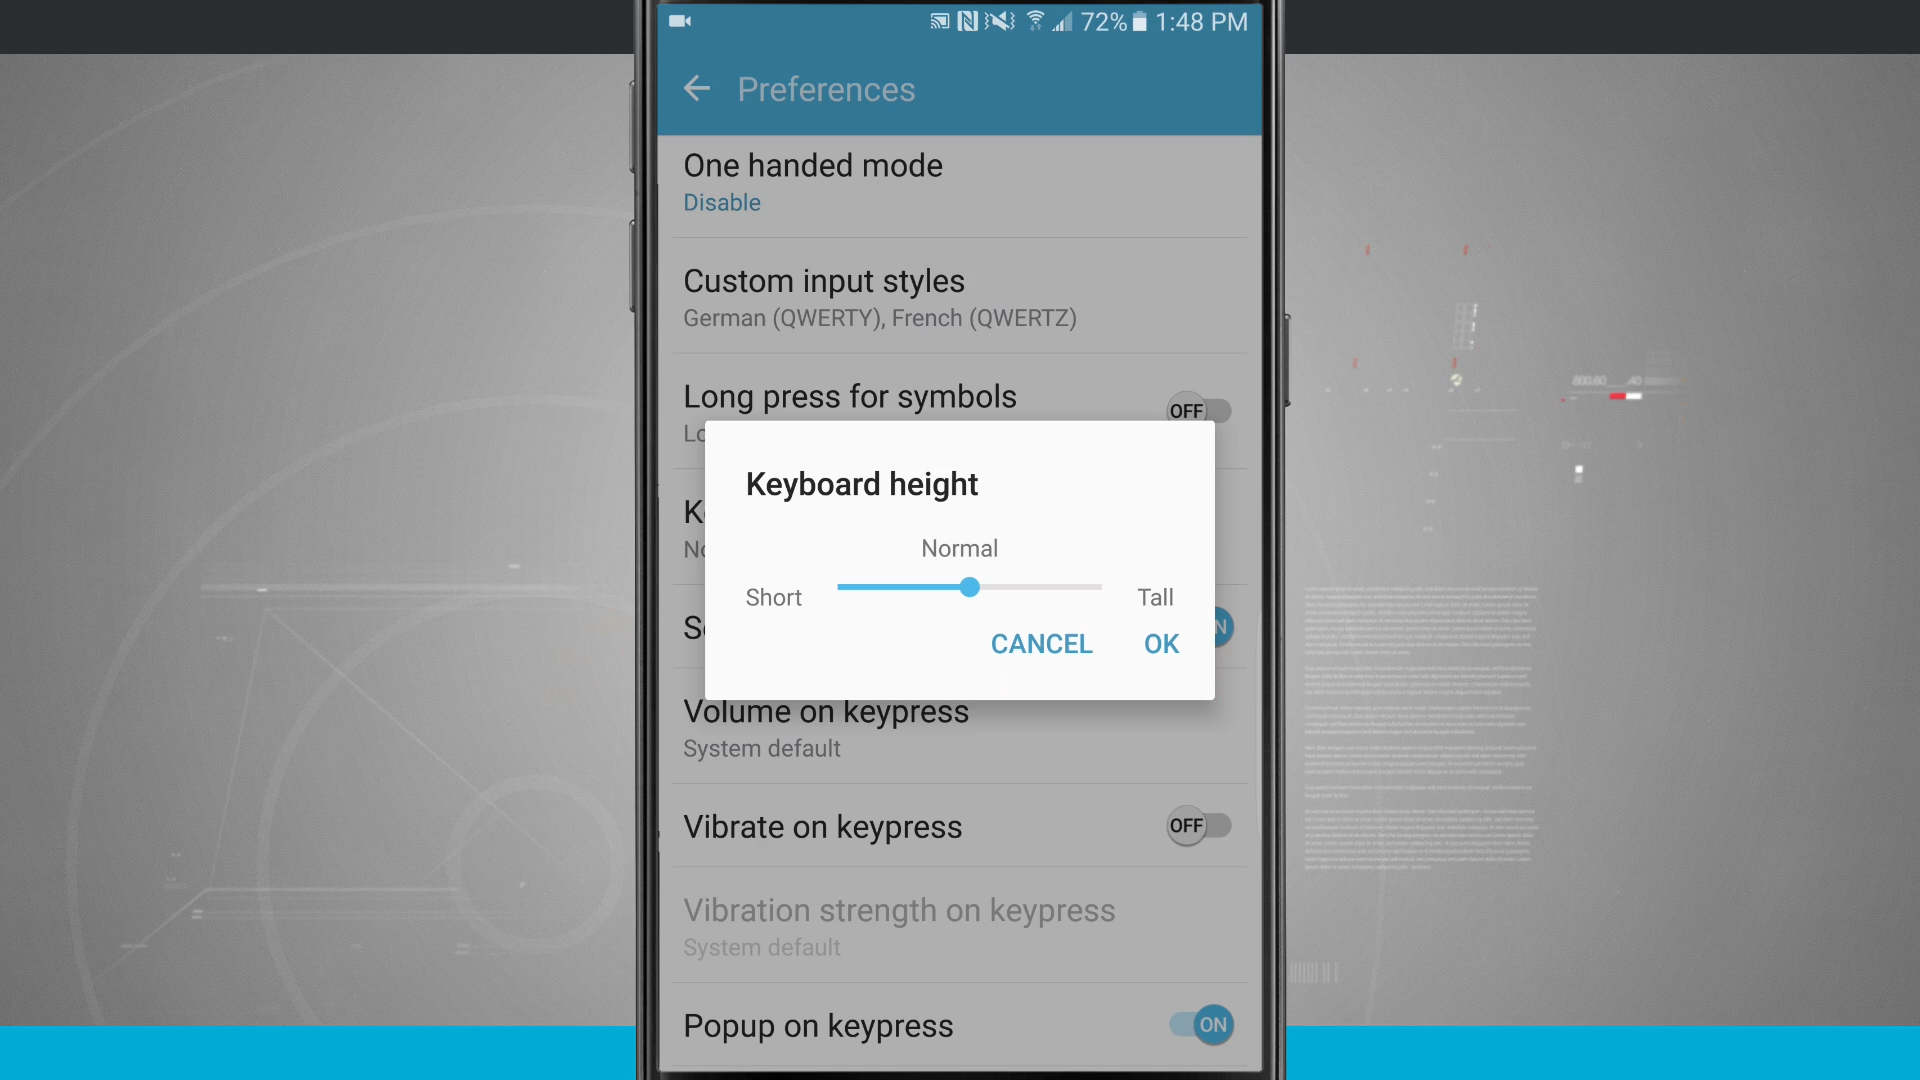 72% 1:48 PM
Preferences
One handed mode
Disable
Custom input styles
German (QWERTY), French (QWERTZ)
Long press for symbols
OFF
Keyboard height
Normal
Short
Tall
CANCEL
OK
Volume on keypress
System default
Vibrate on keypress
OFF
Vibration strength on keypress
System default
Popup on keypress
ON